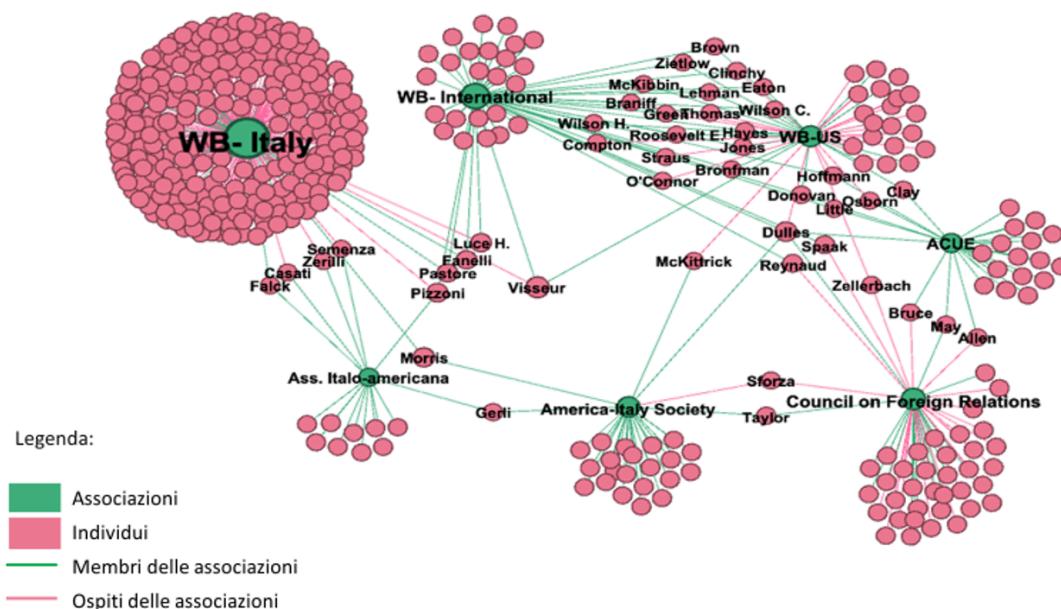 Brown
Zietlow
Clinchy
McKibbin
Eaton
WB- International
Lehman
Braniff
Green
Thomas
Wilson C.
Wilson H.
Roosevelt E.
Hayes
WB-US
WB- Italy
Compton
Jones
Straus
Bronfman
O'Connor
Hoffmann
Donovan
Clay
Osborn
Little
Dulles
ACUE
Luce H.
Spaak
Semenza
Fanelli
Zerilli
McKittrick
Reynaud
Casati
Pastore
Falck
Pizzoni
Visseur
Zellerbach
Bruce
May
Allen
Morris
Ass. Italo-americana
Sforza
Council on Foreign Relations
Gerli
America-Italy Society
Taylor
Legenda:
Associazioni
Individui
Membri delle associazioni
Ospiti delle associazioni